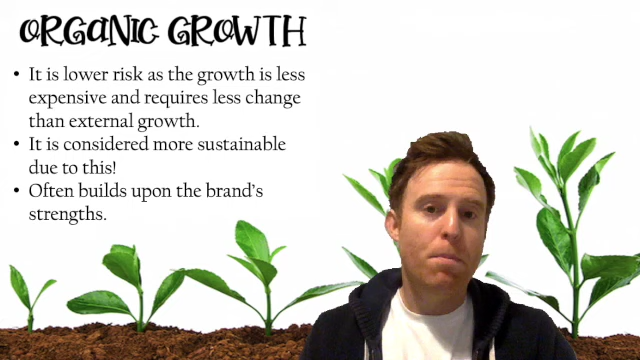 ORGANIC GROWTH
• It is lower risk as the growth is less
expensive and requires less change
than external growth.
• It is considered more sustainable
due to this!
• Often builds upon the brand's
strengths.